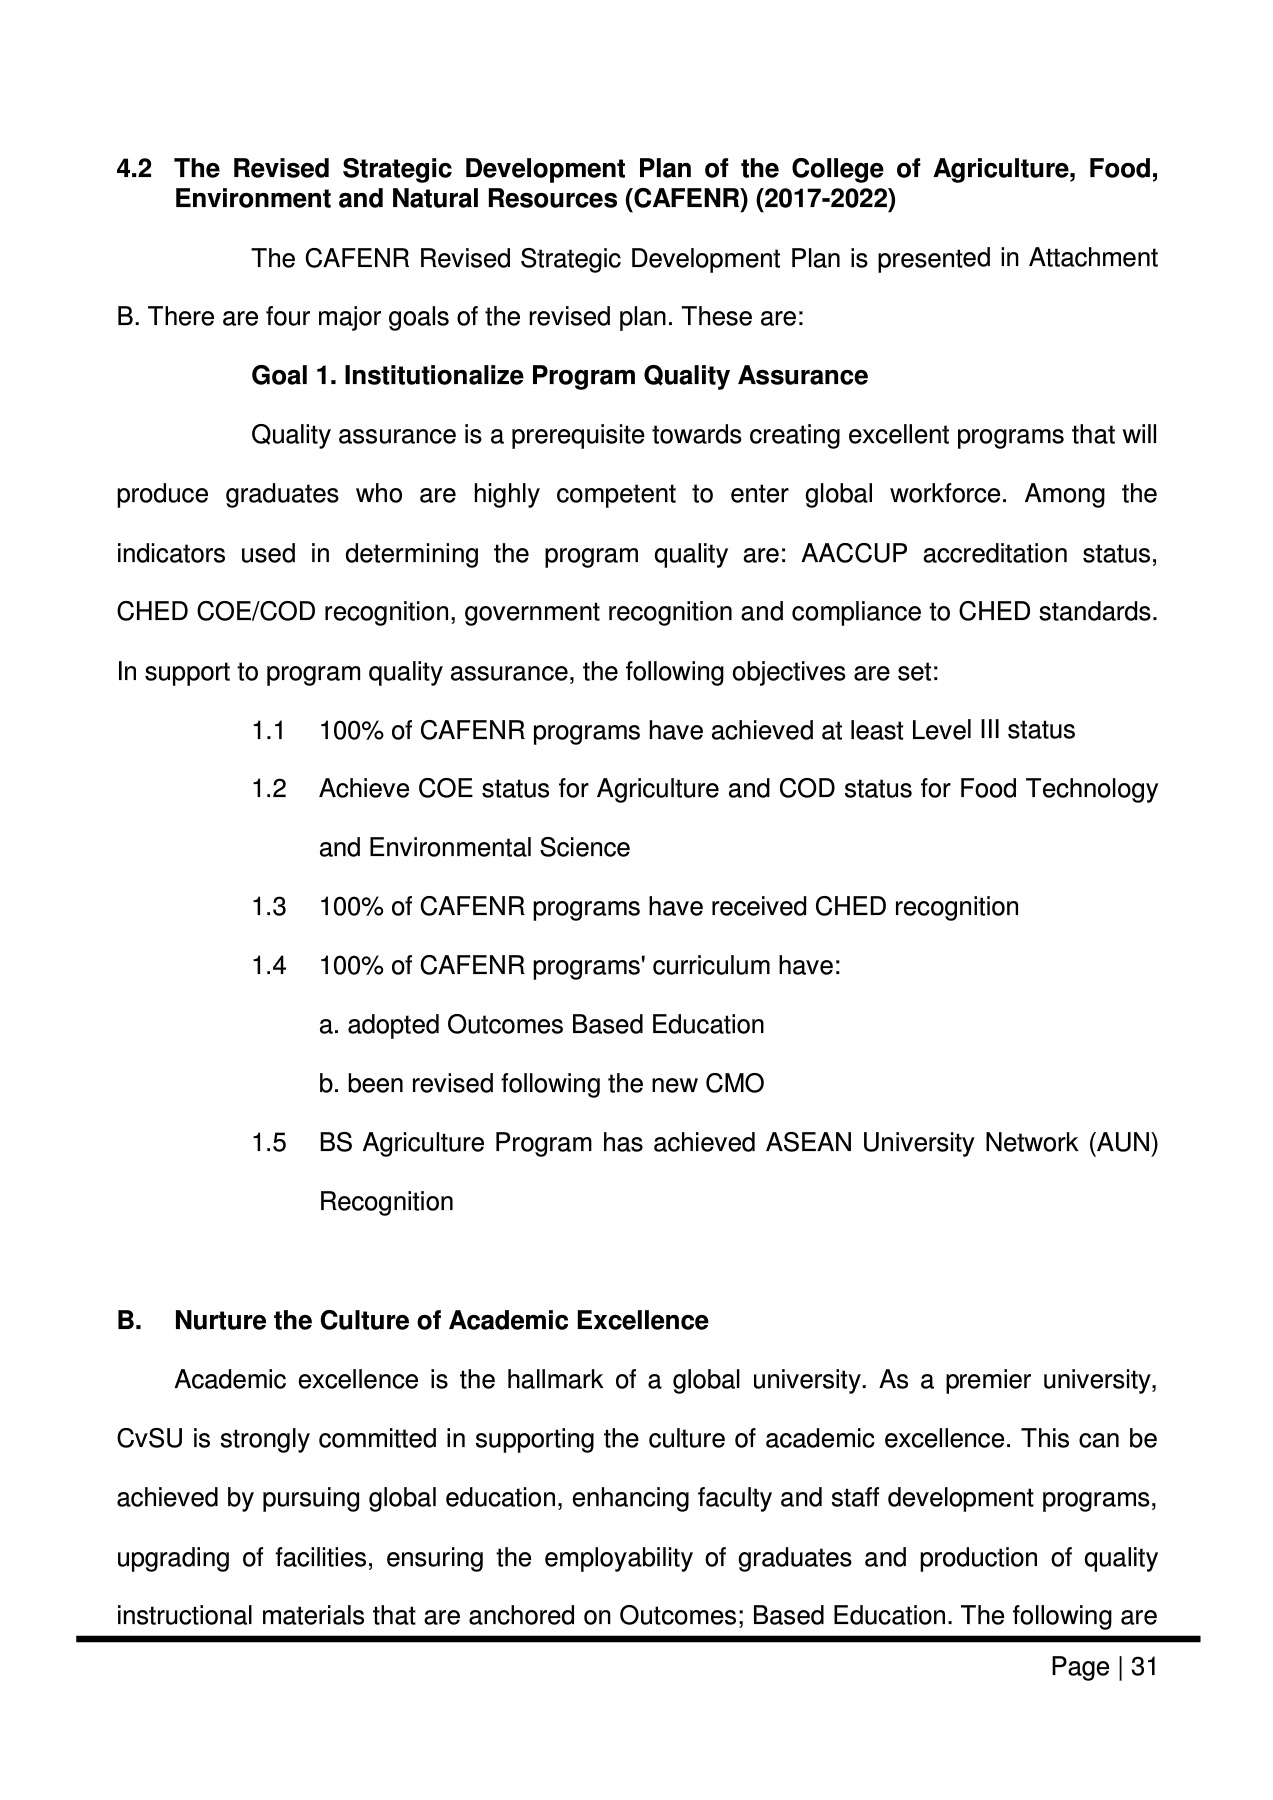 4.2 The Revised Strategic Development Plan of the College of Agriculture, Food,
Environment and Natural Resources (CAFENR) (2017-2022)
The CAFENR Revised Strategic Development Plan is presented in Attachment
B. There are four major goals of the revised plan. These are:
Goal 1. Institutionalize Program Quality Assurance
Quality assurance is a prerequisite towards creating excellent programs that will
produce graduates who are highly competent to enter global workforce. Among the
indicators used in determining the program quality are: AACCUP accreditation status,
CHED COE/COD recognition, government recognition and compliance to CHED standards.
In support to program quality assurance, the following objectives are set:
1.1 100% of CAFENR programs have achieved at least Level III status
1.2 Achieve COE status for Agriculture and COD status for Food Technology
and Environmental Science
1.3 100% of CAFENR programs have received CHED recognition
1.4 100% of CAFENR programs' curriculum have:
a. adopted Outcomes Based Education
b. been revised following the new CMO
1.5 BS Agriculture Program has achieved ASEAN University Network (AUN)
Recognition
B. Nurture the Culture of Academic Excellence
Academic excellence is the hallmark of a global university. As a premier university,
CvSU is strongly committed in supporting the culture of academic excellence. This can be
achieved by pursuing global education, enhancing faculty and staff development programs,
upgrading of facilities, ensuring the employability of graduates and production of quality
instructional materials that are anchored on Outcomes; Based Education. The following are
Page | 31